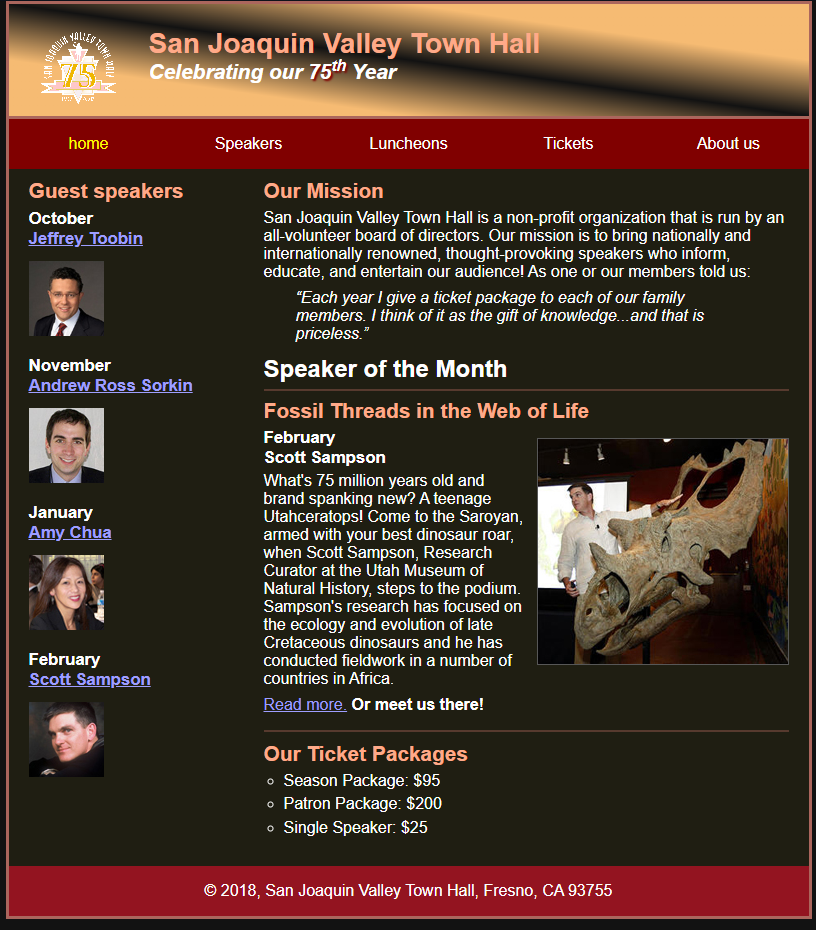 SAN JOAQUIN VALLEY TOWN HALL
75
San Joaquin Valley Town Hall
Celebrating our 75th Year
home Speakers Luncheons Tickets About us
Guest speakers
October
Jeffrey Toobin
November
Andrew Ross Sorkin
January
Amy Chua
February
Scott Sampson
Our Mission
San Joaquin Valley Town Hall is a non-profit organization that is run by an
all-volunteer board of directors. Our mission is to bring nationally and
internationally renowned, thought-provoking speakers who inform,
educate, and entertain our audience! As one or our members told us:
“Each year I give a ticket package to each of our family
members. I think of it as the gift of knowledge...and that is
priceless.”
Speaker of the Month
Fossil Threads in the Web of Life
February
Scott Sampson
What's 75 million years old and
brand spanking new? A teenage
Utahceratops! Come to the Saroyan,
armed with your best dinosaur roar,
when Scott Sampson, Research
Curator at the Utah Museum of
Natural History, steps to the podium.
Sampson's research has focused on
the ecology and evolution of late
Cretaceous dinosaurs and he has
conducted fieldwork in a number of
countries in Africa.
Read more. Or meet us there!
Our Ticket Packages
Season Package: $95
Patron Package: $200
Single Speaker: $25
© 2018, San Joaquin Valley Town Hall, Fresno, CA 93755